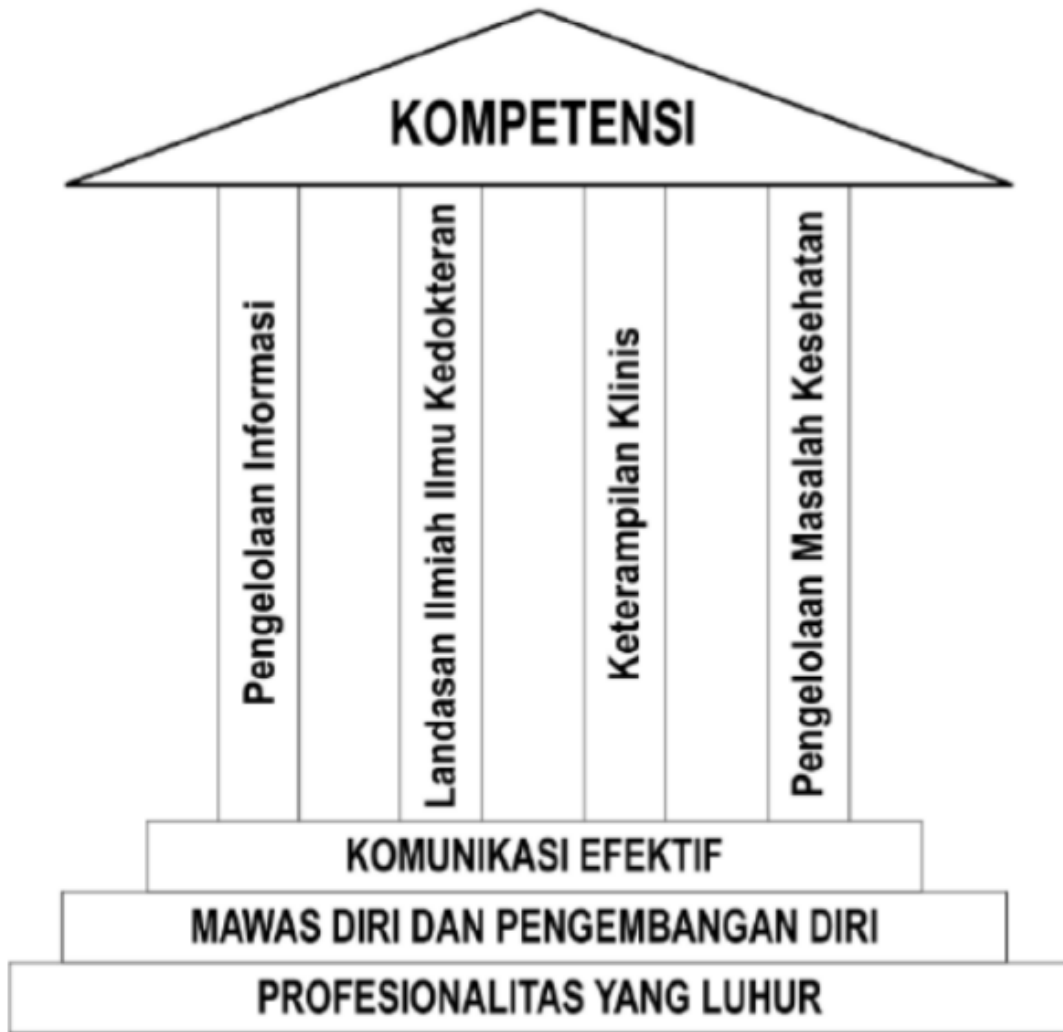 KOMPETENSI
Pengelolaan Informasi
Landasan Ilmiah Ilmu Kedokteran
Keterampilan Klinis
Pengelolaan Masalah Kesehatan
KOMUNIKASI EFEKTIF
MAWAS DIRI DAN PENGEMBANGAN DIRI
PROFESIONALITAS YANG LUHUR